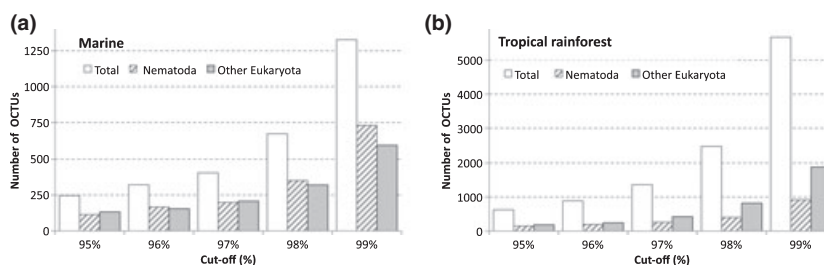 (a)
Marine
Total Nematoda Other Eukaryota
Number of OCTUs
1250
1000
750
500
250
0
95% 96% 97% 98% 99%
Cut-off (%)
(b)
Tropical rainforest
Total Nematoda Other Eukaryota
Number of OCTUs
5000
4000
3000
2000
1000
0
95% 96% 97% 98% 99%
Cut-off (%)